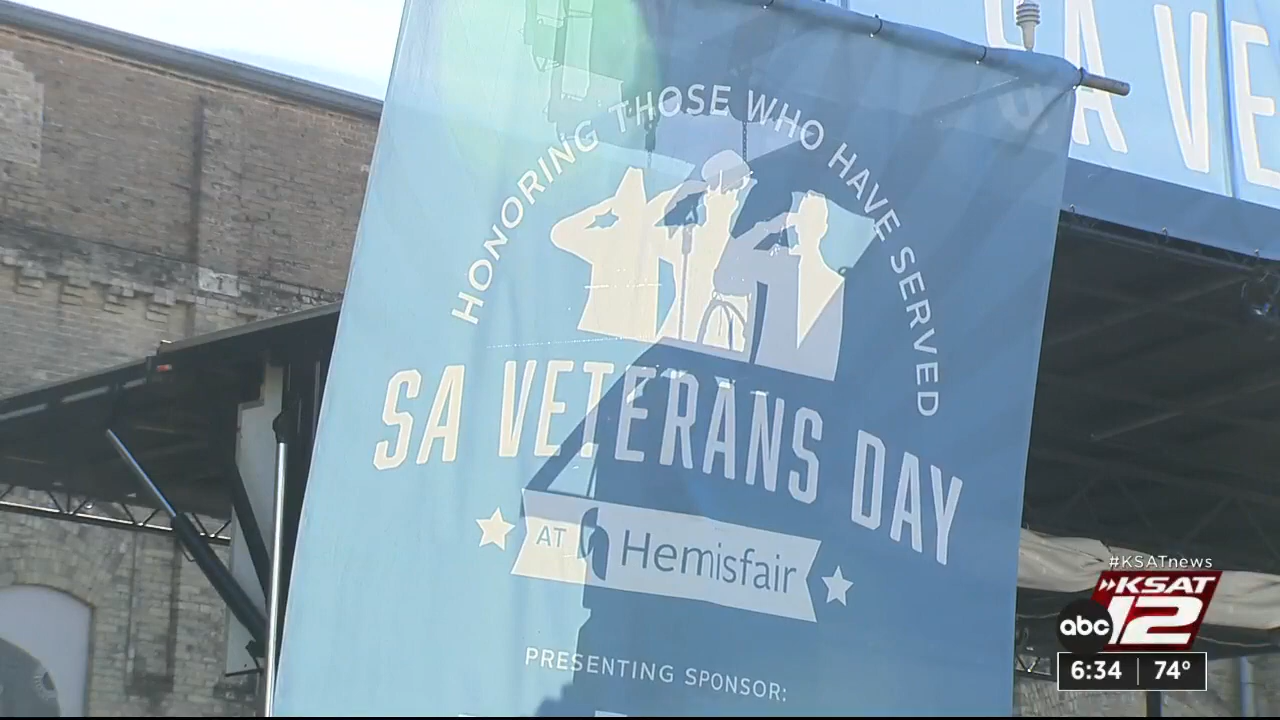 HONORING THOSE WHO HAVE SERVED
SA VETERANS DAY
AT Hemisfair
PRESENTING SPONSOR:
SA VE
#KSATnews
KSAT
abc 12
6:34 74°